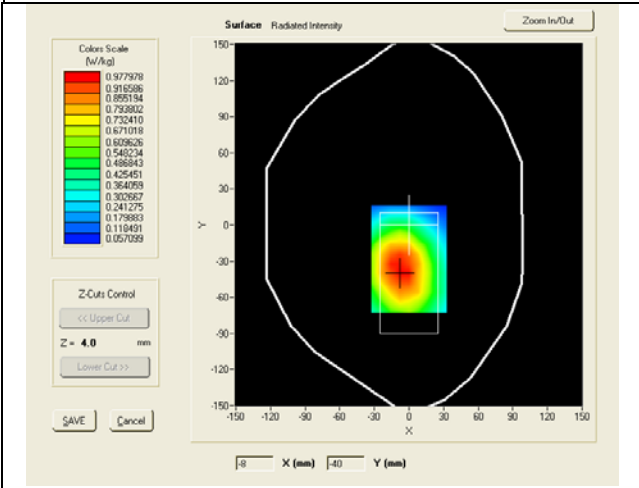 Surface Radiated Intensity
Zoom In/Out
Colors Scale
(W/kg)
0.977978
0.916586
0.855194
0.793802
0.732410
0.671018
0.609626
0.548234
0.486843
0.425451
0.364059
0.302667
0.241275
0.179883
0.118491
0.057099
Z-Cuts Control
<< Upper Cut
Z = 4.0 mm
Lower Cut >>
SAVE Cancel
150-
120-
90-
60-
30-
0-
-30-
-60-
-90-
-150-
Y
-150 -120 -90 -60 -30 0 30 60 90 120 150
X
-8 X (mm) -40 Y (mm)